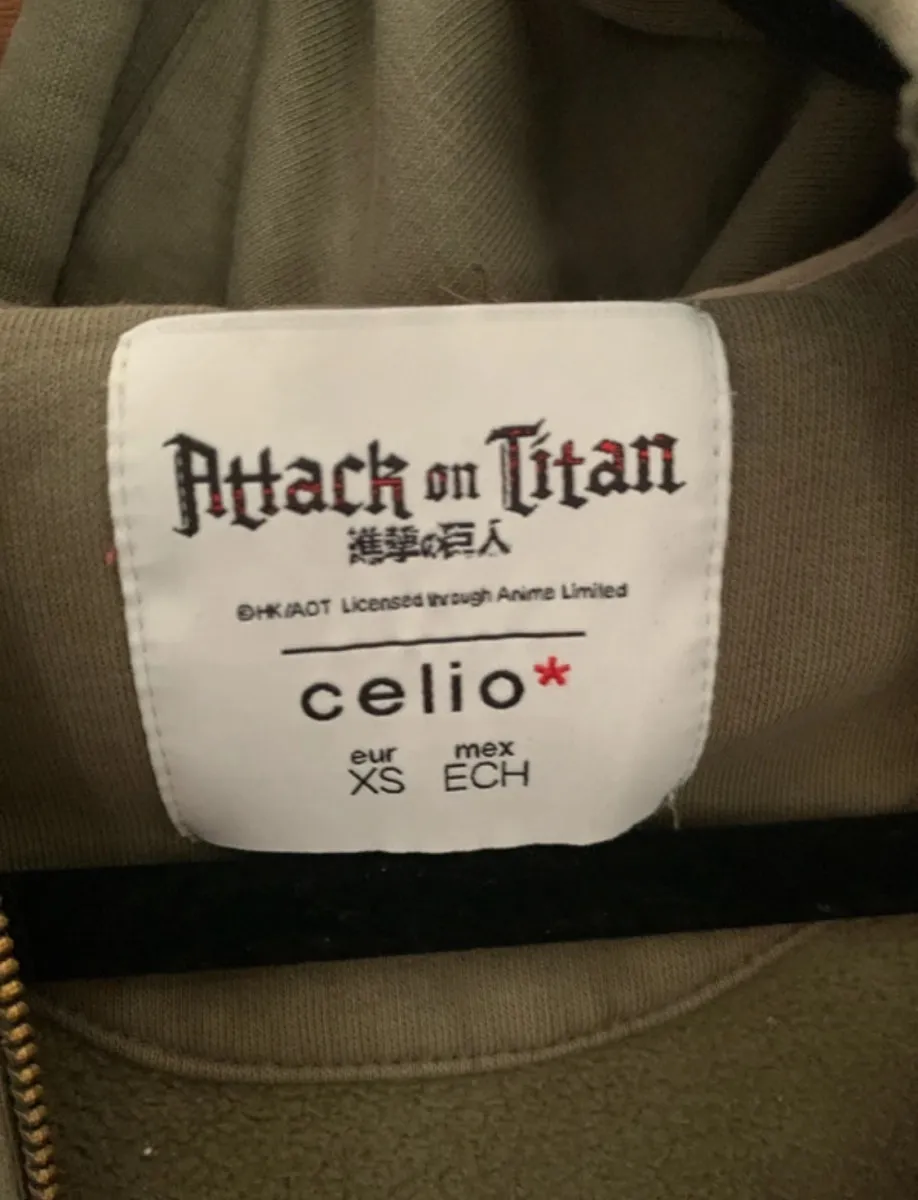 Attack on Titan
進撃の巨人
©HK/AOT Licensed through Anime Limited
celio*
eur mex
XS ECH